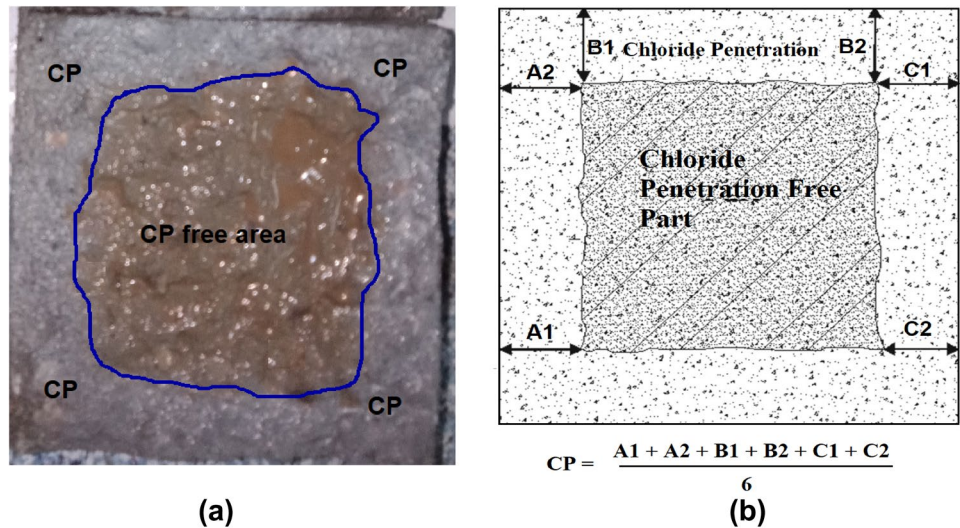 CP
CP
CP free area
CP
CP
(a)
B1
Chloride Penetration
B2
A2
C1
Chloride
Penetration Free
Part
A1
C2
CP = A1 + A2 + B1 + B2 + C1 + C2
6
(b)